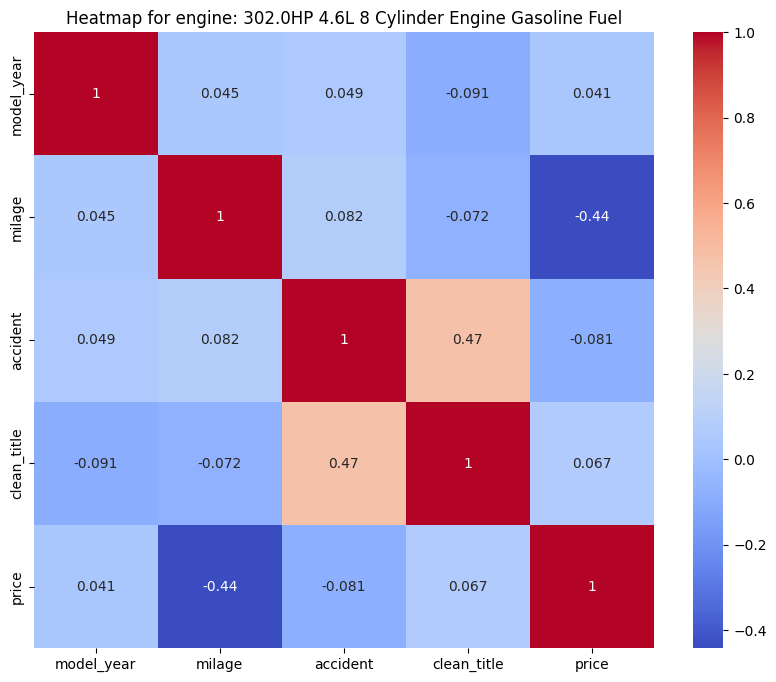 Heatmap for engine: 302.0HP 4.6L 8 Cylinder Engine Gasoline Fuel
model_year 1 0.045 0.049 -0.091 0.041
milage 0.045 1 0.082 -0.072 -0.44
accident 0.049 0.082 1 0.47 -0.081
clean_title -0.091 -0.072 0.47 1 0.067
price 0.041 -0.44 -0.081 0.067 1
model_year milage accident clean_title price
1.0
0.8
0.6
0.4
0.2
0.0
−0.2
−0.4